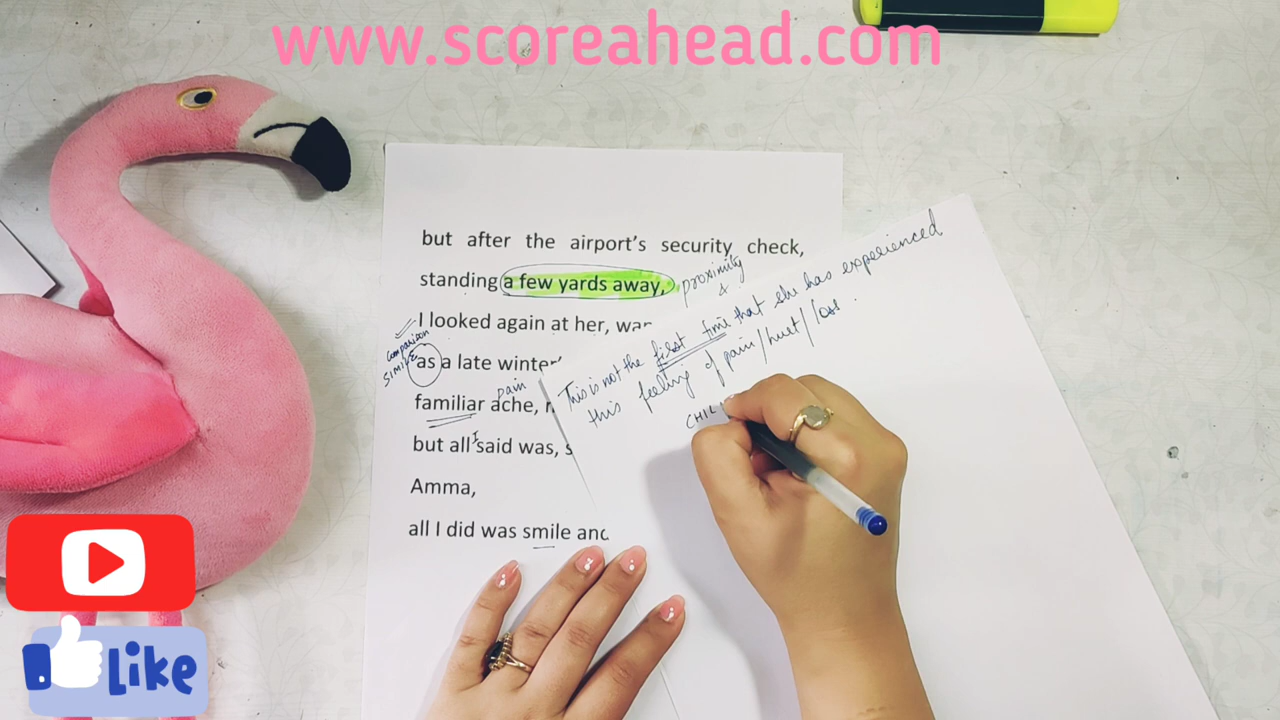 www.scoreahead.com
but after the airport's security check,
standing a few yards away,
proximity
&
I looked again at her, wan
Comparison
SIMILE
as a late winter'
pain
familiar ache,
but all I said was, s
Amma,
all I did was smile and
This is not the first time that she has experienced
this feeling of pain/hurt/loss.
CHIL
Like